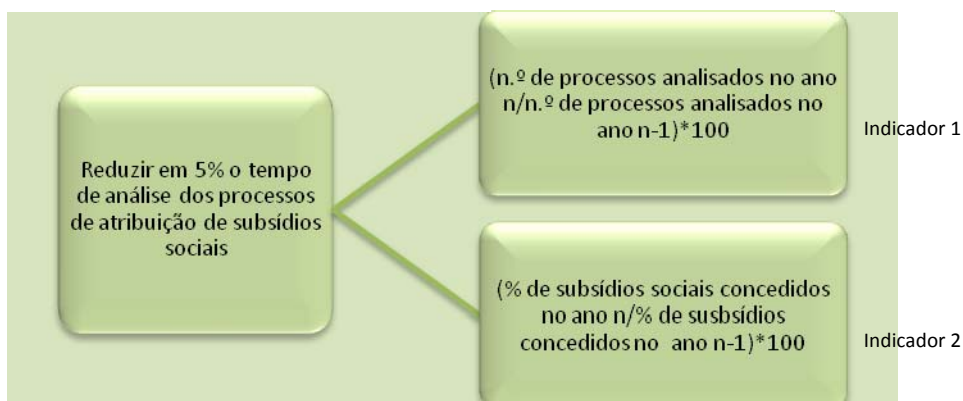 Reduzir em 5% o tempo
de análise dos processos
de atribuição de subsídios
sociais
(n.º de processos analisados no ano
n/n.º de processos analisados no
ano n-1)*100
Indicador 1
(% de subsídios sociais concedidos
no ano n/% de susbsídios
concedidos no ano n-1)*100
Indicador 2